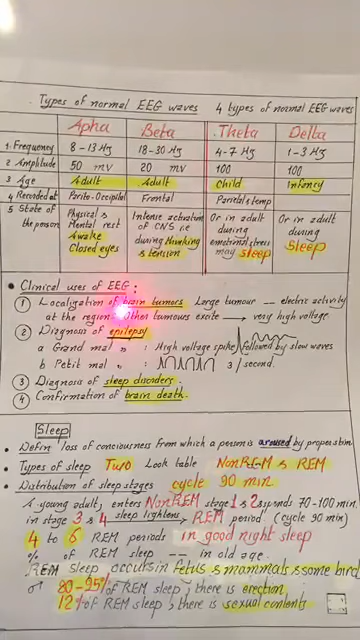 Types of normal EEG waves 4 types of normal EEG waves
Apha Beta Theta Delta
1. Frequency 8-13 Hz 18-30 Hz 4-7 Hz 1-3 Hz
2 Amplitude 50 mv 20 mv 100 100
3 Age Adult Adult Child Infancy
4 Recorded at Parito-Occipital Frontal Parietal & temp
5 State of the person Physical & Mental rest Awake Closed eyes Intense activation of CNS i.e during & tension Or in adult during emotional stress may sleep Or in adult during Sleep
• Clinical uses of EEG:
① Localization of brain tumors Large tumour — electric activity
at the region Other tumours excite → very high voltage
② Diagnosis of epilepsy
a Grand mal " : High voltage spike followed by slow waves
b Petit mal " : 3/second.
③ Diagnosis of sleep disorders.
④ Confirmation of brain death.
Sleep
• Define loss of conciousness from which a person is aroused by proper stim
• Types of sleep Two Look table NonREM & REM
• Distribution of sleep stages cycle 90 min
A young adult, enters NonREM stage 1 & 2 spends 70-100 min.
in stage 3 & 4 sleep lightens, REM period (cycle 90 min)
4 to 6 REM periods in good night sleep
% of REM sleep -- in old age.
REM sleep occurs in fetus & mammals & some bird
of REM sleep, there is erection
12% of REM sleep, there is sexual contents